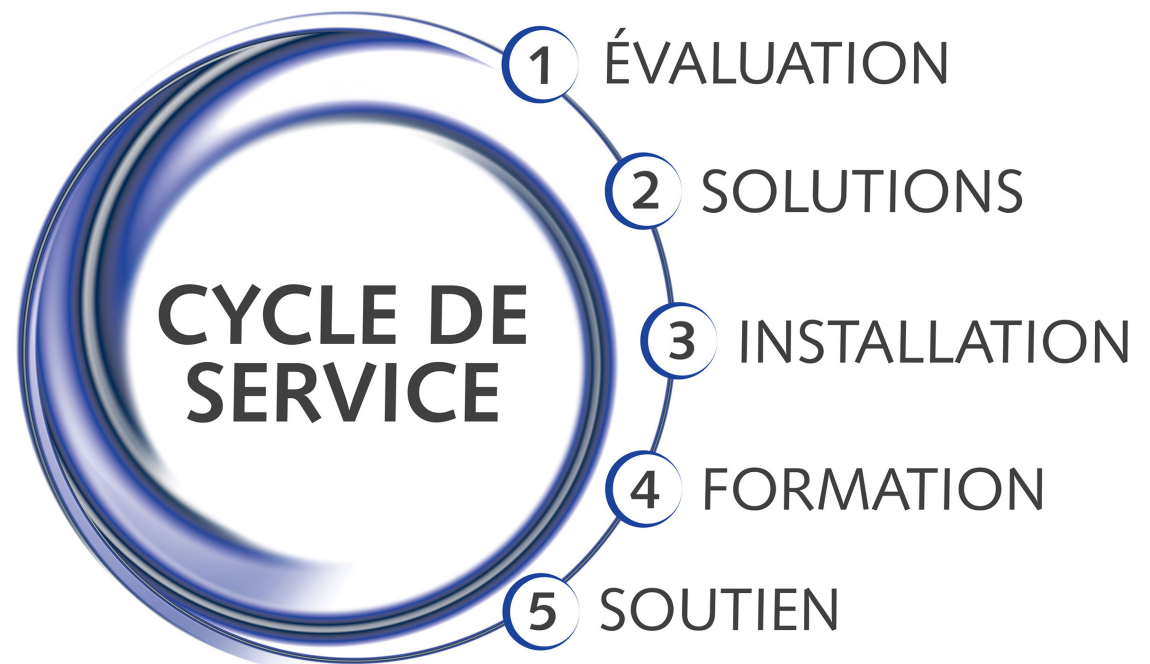 CYCLE DE
SERVICE
1 ÉVALUATION
2 SOLUTIONS
3 INSTALLATION
4 FORMATION
5 SOUTIEN